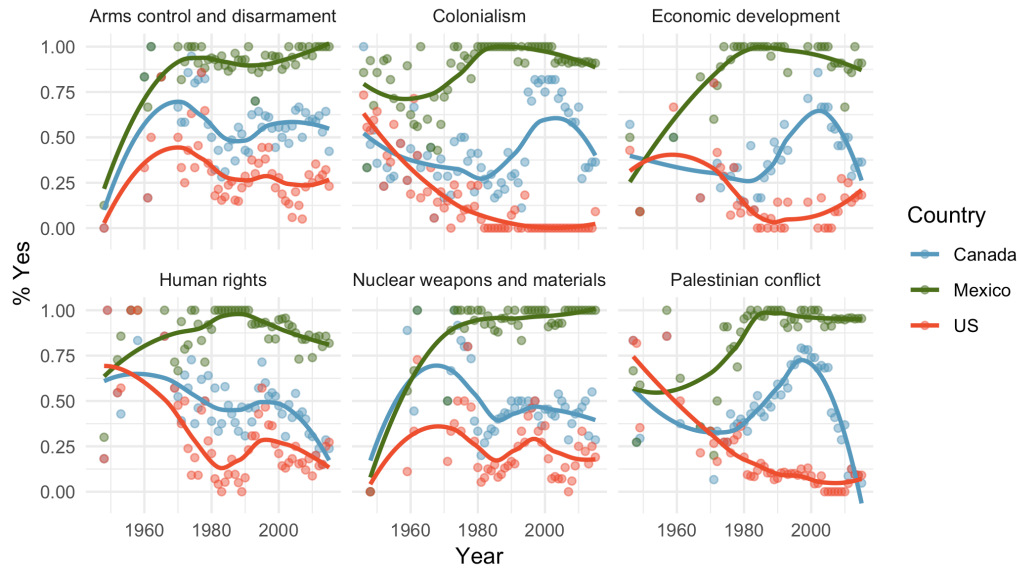 Arms control and disarmament Colonialism Economic development
1.00
0.75
0.50
0.25
0.00
Human rights Nuclear weapons and materials Palestinian conflict
1.00
0.75
0.50
0.25
0.00
1960 1980 2000 1960 1980 2000 1960 1980 2000
Year
% Yes
Country
Canada
Mexico
US